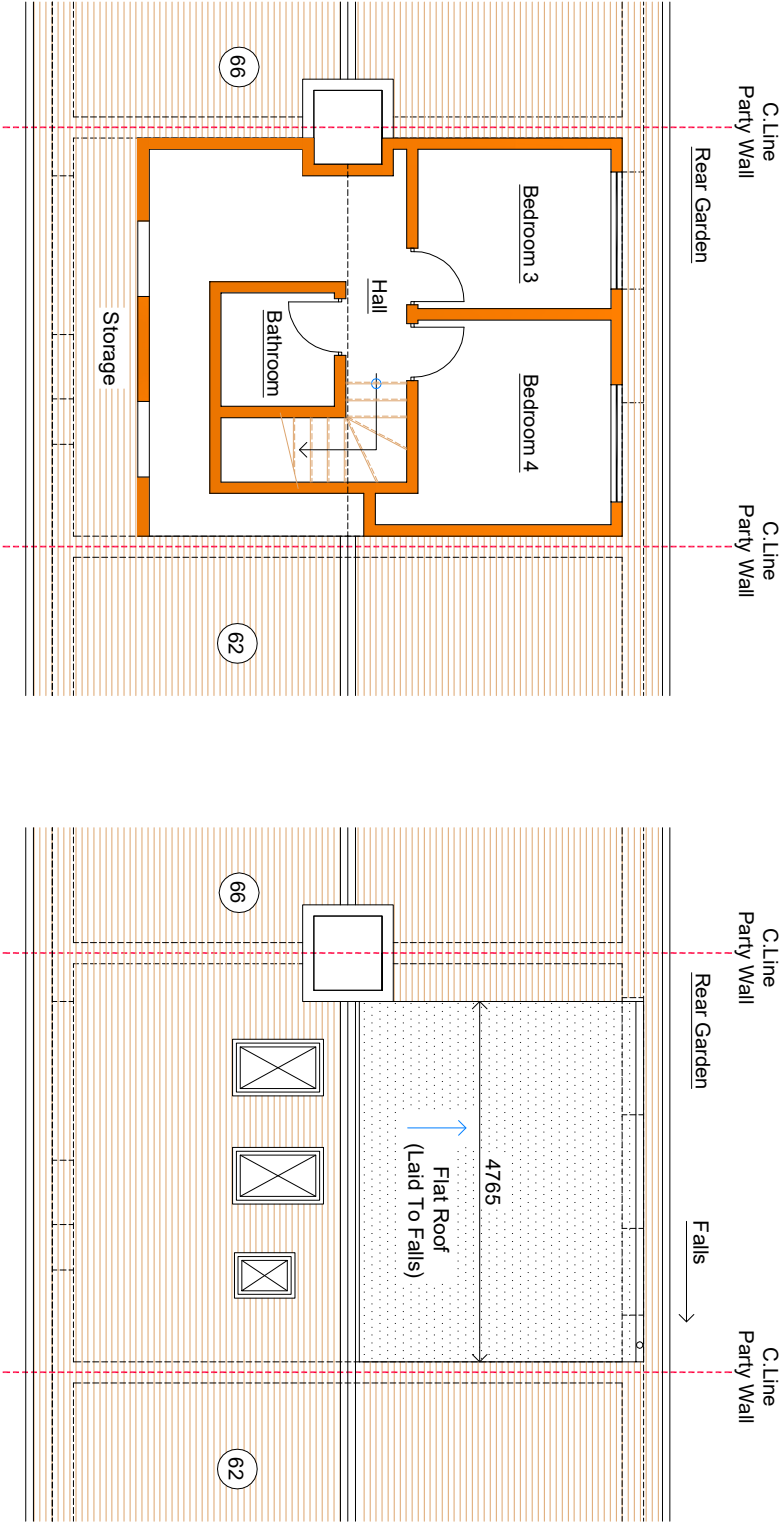 C.Line
Party Wall
Rear Garden
C.Line
Party Wall
Bedroom 3
Bedroom 4
66
Hall
Bathroom
62
Storage
C.Line
Party Wall
Rear Garden
Falls
C.Line
Party Wall
4765
Flat Roof
(Laid To Falls)
66
62